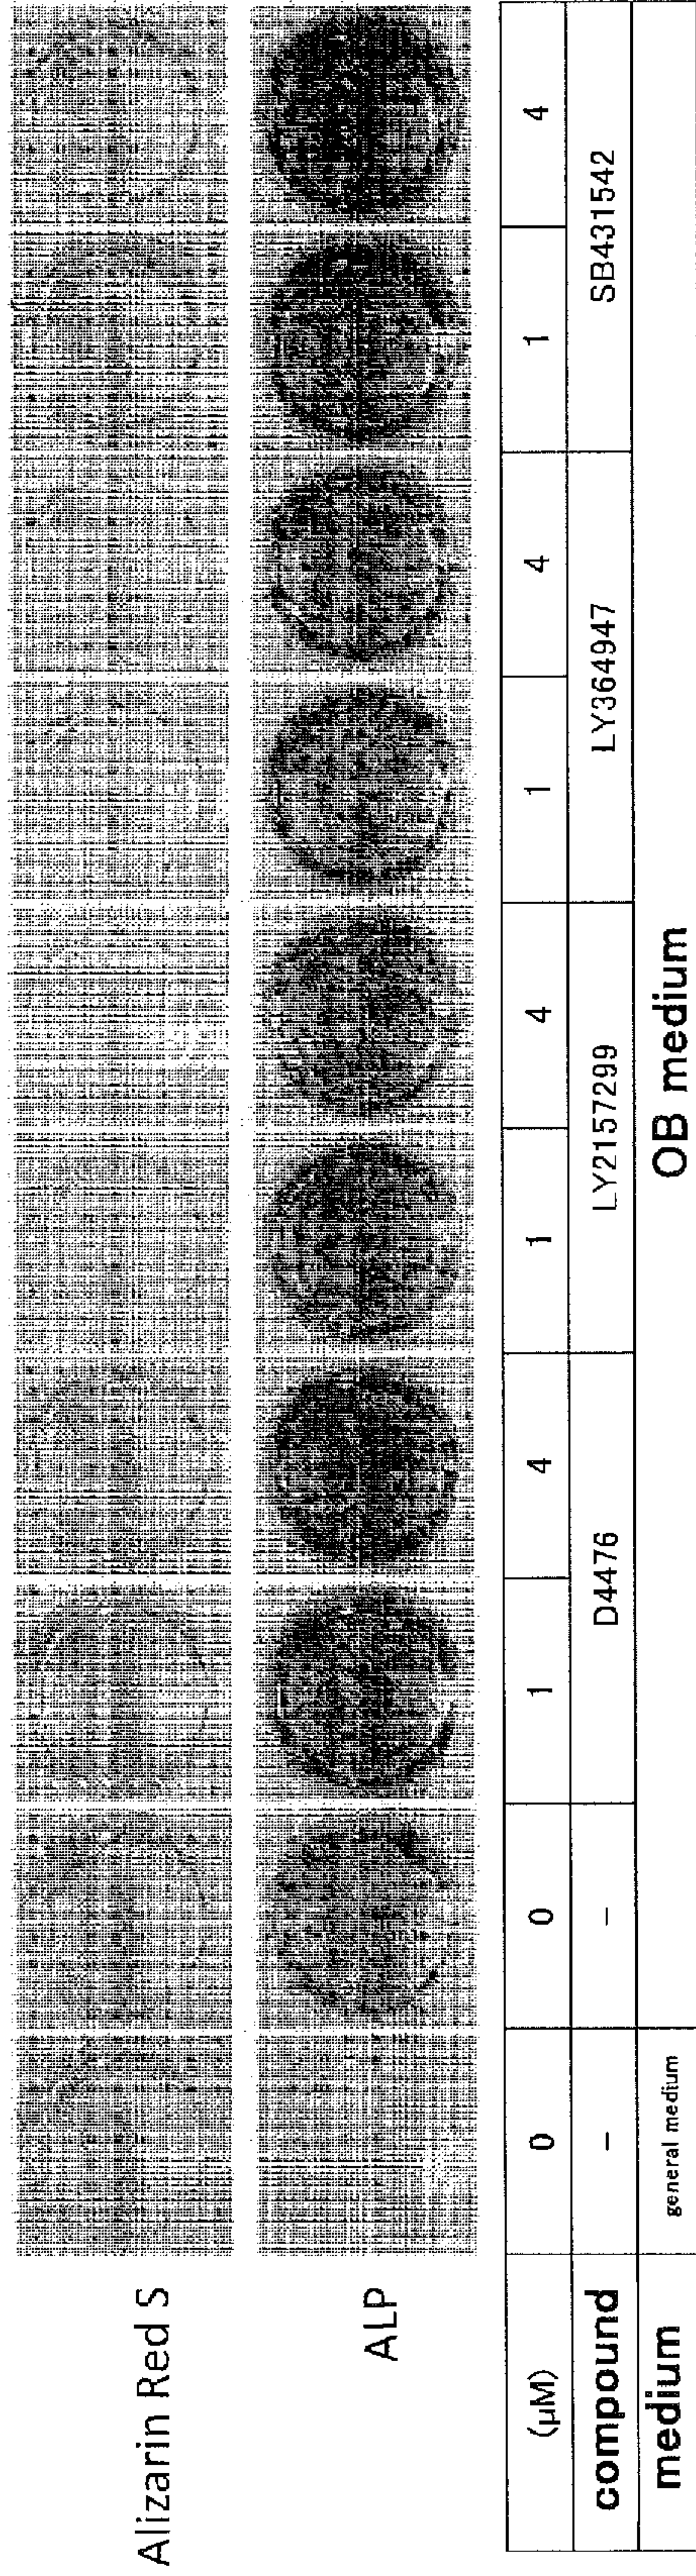 Alizarin Red S
ALP
(μM) 0 0 1 4 1 4 1 4 1 4
compound - - D4476 LY2157299 LY364947 SB431542
medium general medium OB medium